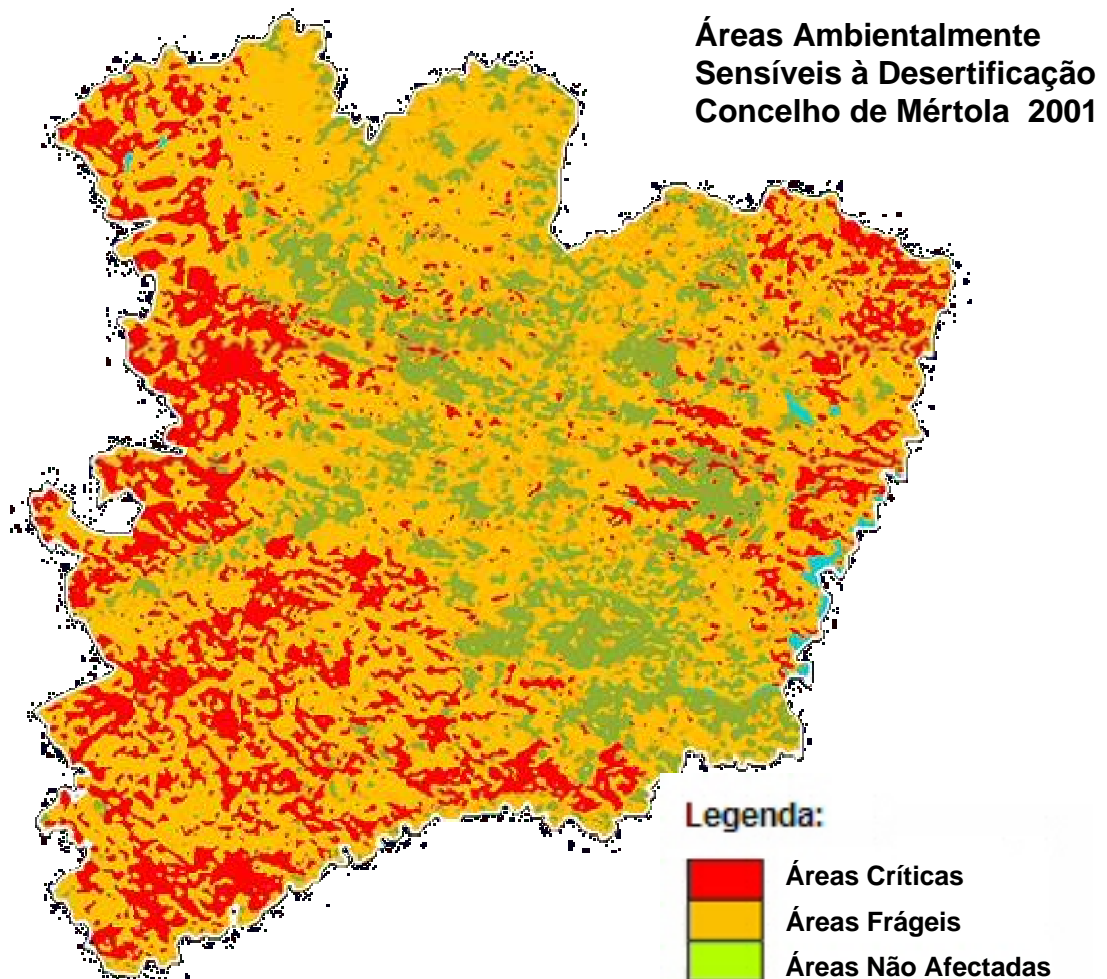 Áreas Ambientalmente
Sensíveis à Desertificação
Concelho de Mértola 2001
Legenda:
Áreas Críticas
Áreas Frágeis
Áreas Não Afectadas